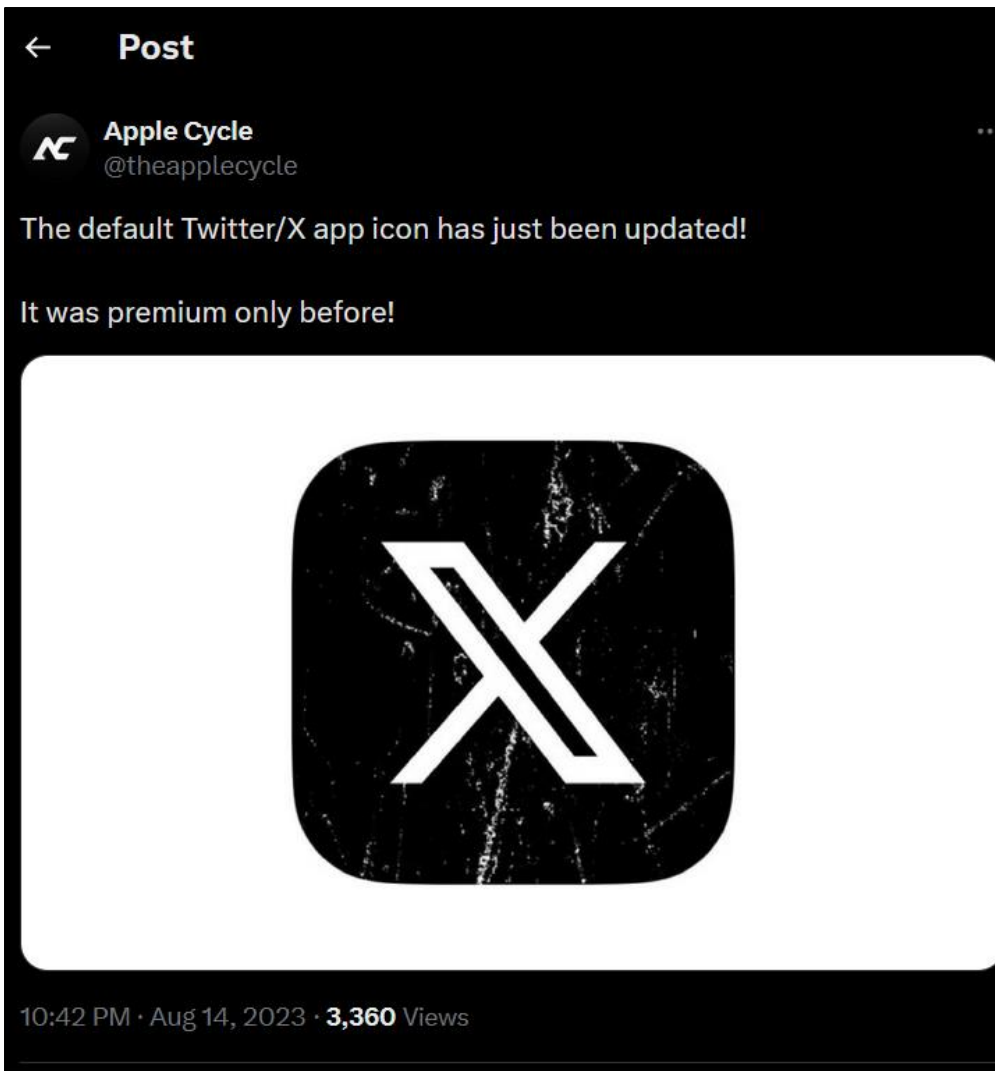 Post
Apple Cycle
@theapplecycle
The default Twitter/X app icon has just been updated!
It was premium only before!
X
10:42 PM · Aug 14, 2023 · 3,360 Views